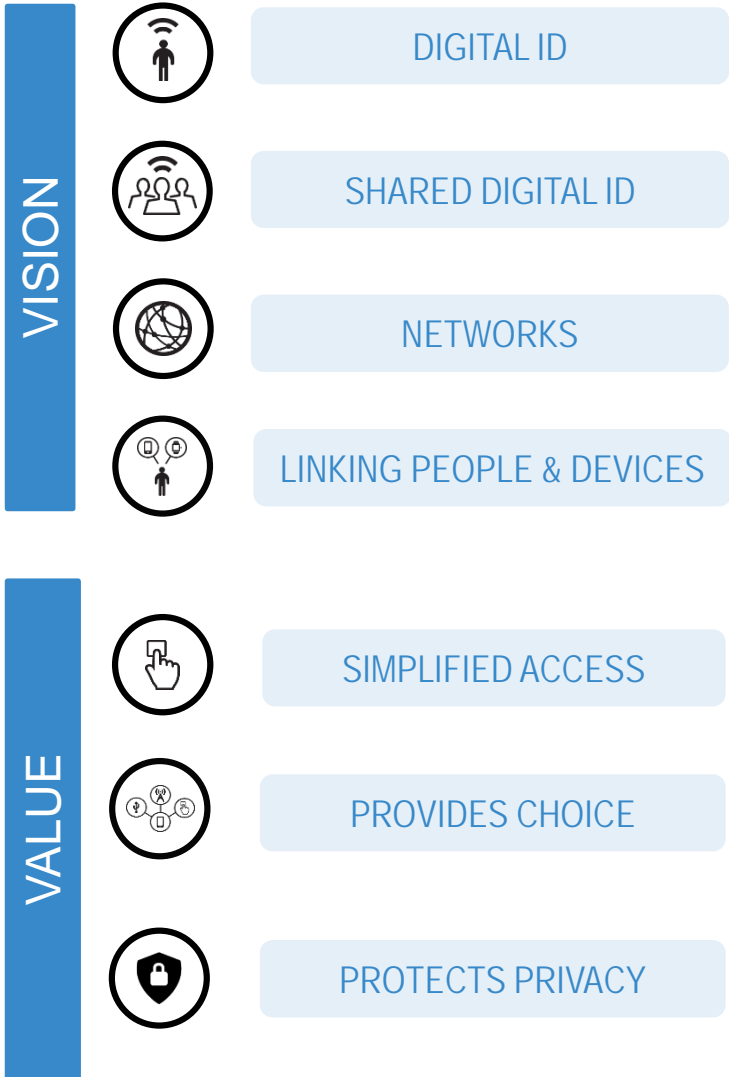 VISION
DIGITAL ID
SHARED DIGITAL ID
NETWORKS
LINKING PEOPLE & DEVICES
VALUE
SIMPLIFIED ACCESS
PROVIDES CHOICE
PROTECTS PRIVACY